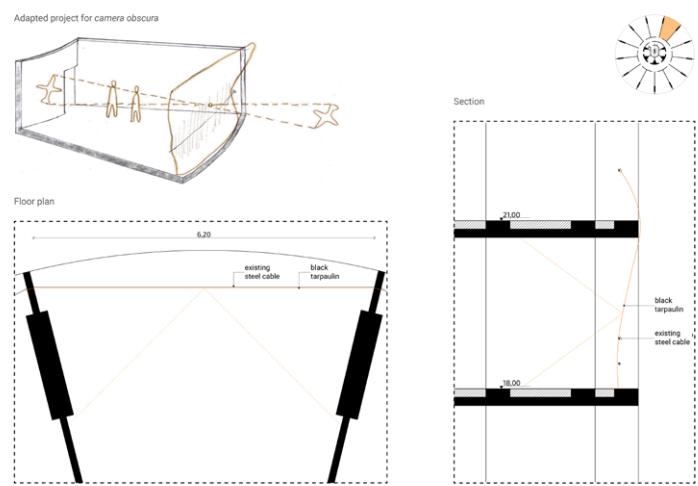 Adapted project for camera obscura
Section
Floor plan
21,00
6,20
existing
steel cable
black
tarpaulin
black
tarpaulin
existing
steel cable
18,00